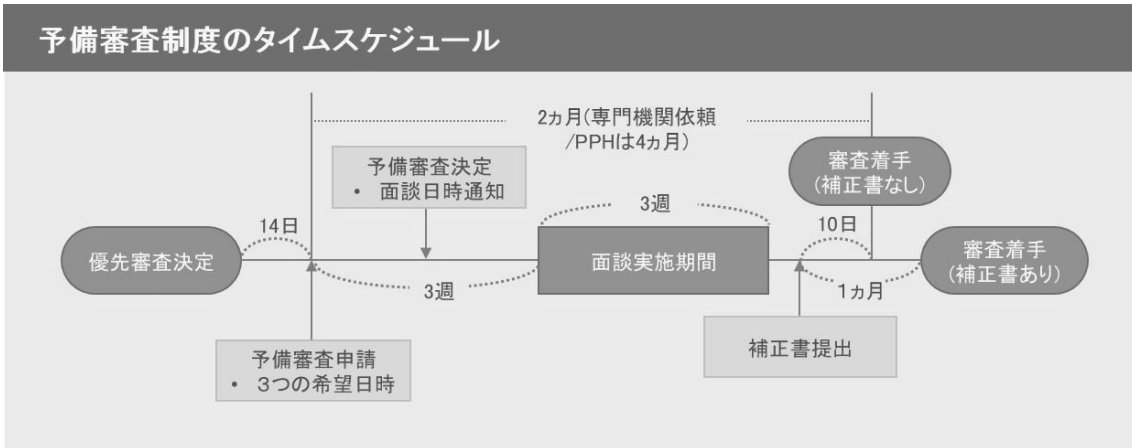 予備審査制度のタイムスケジュール
2ヵ月(専門機関依頼
/PPHは4ヵ月)
予備審査決定
• 面談日時通知
審査着手
(補正書なし)
14日
3週
10日
優先審査決定
面談実施期間
審査着手
(補正書あり)
3週
1ヵ月
予備審査申請
• 3つの希望日時
補正書提出